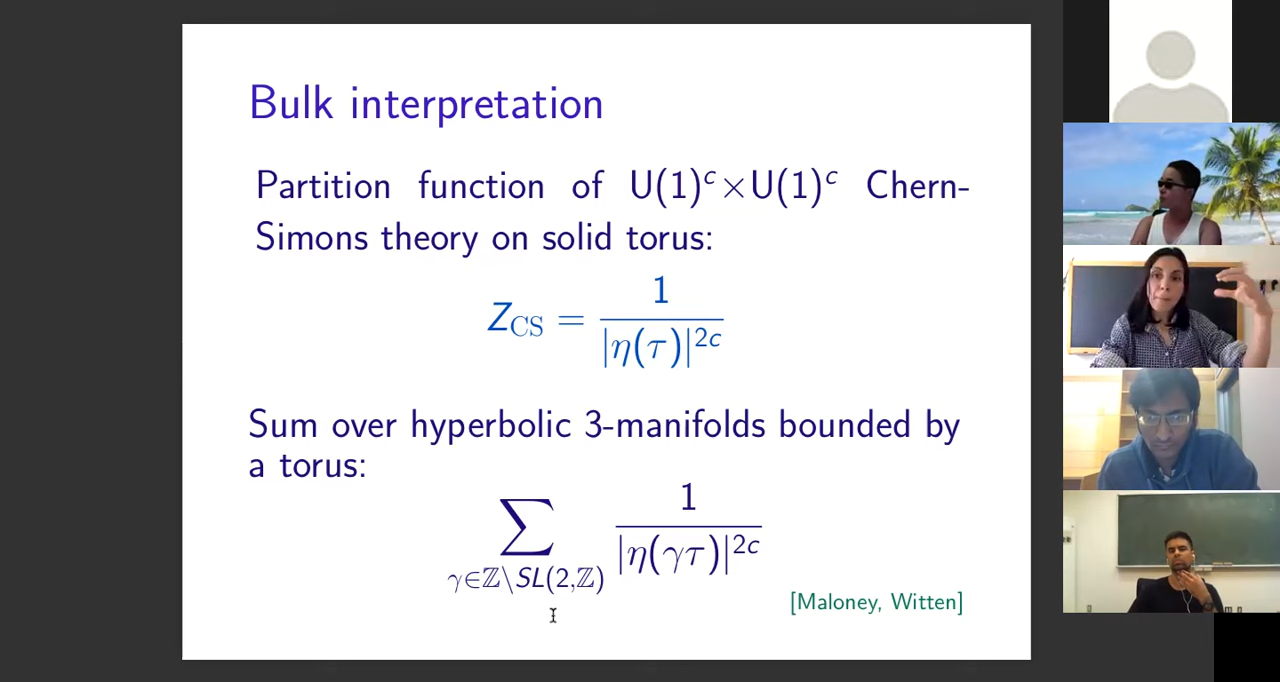 Bulk interpretation
Partition function of U(1)^c × U(1)^c Chern-
Simons theory on solid torus:
Z_CS = 1 / |η(τ)|^{2c}
Sum over hyperbolic 3-manifolds bounded by
a torus:
∑_{γ∈ℤ\SL(2,ℤ)} 1 / |η(γτ)|^{2c}
[Maloney, Witten]